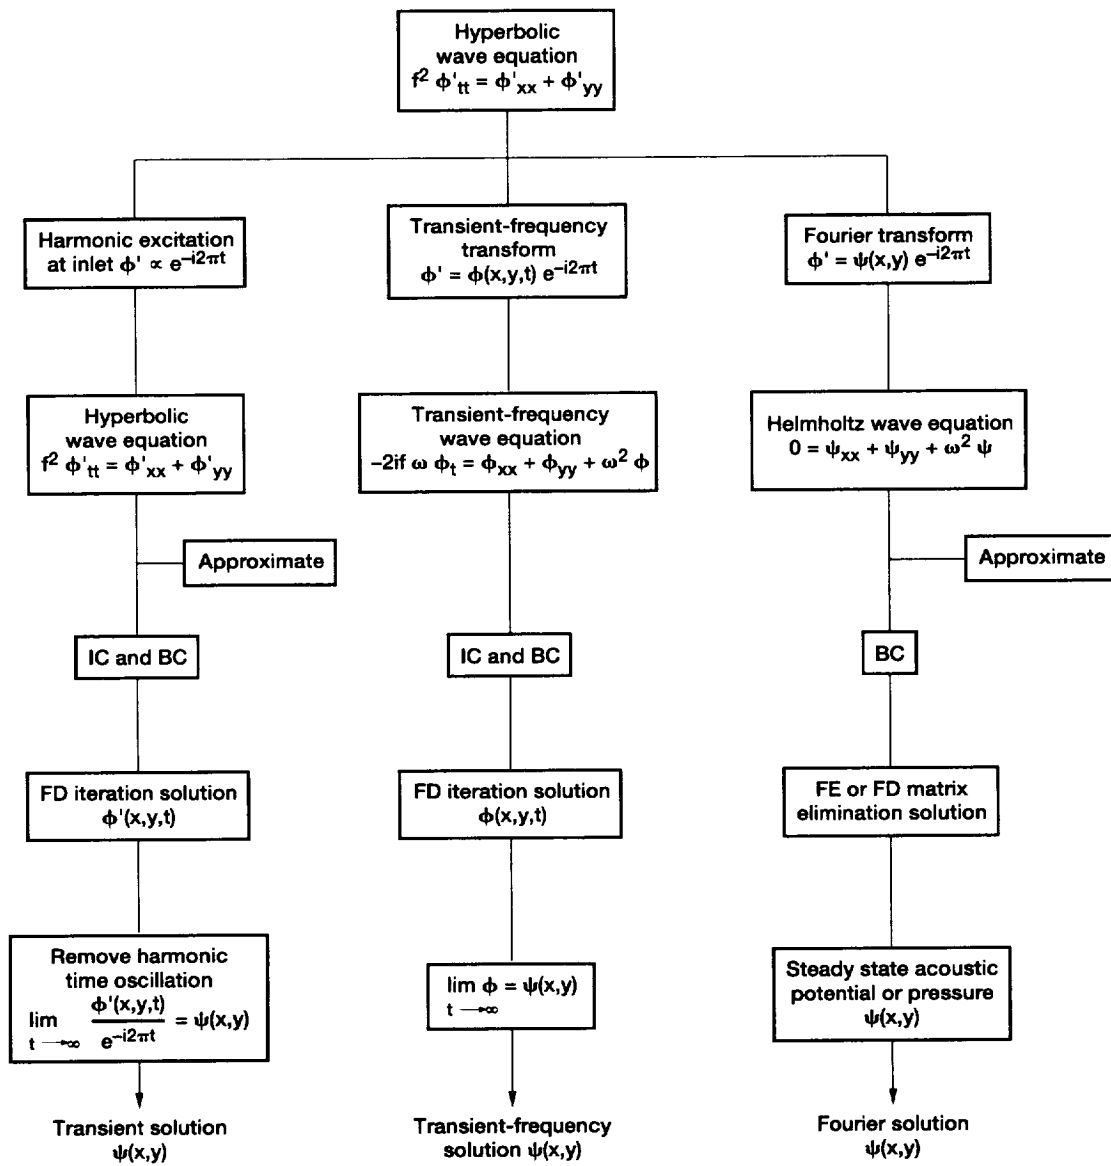 Hyperbolic
wave equation
f² ϕ'tt = ϕ'xx + ϕ'yy
Harmonic excitation
at inlet ϕ' ∝ e^–i2πt
Transient-frequency
transform
ϕ' = ϕ(x,y,t) e^–i2πt
Fourier transform
ϕ' = ψ(x,y) e^–i2πt
Hyperbolic
wave equation
f² ϕ'tt = ϕ'xx + ϕ'yy
Transient-frequency
wave equation
–2if ω ϕt = ϕxx + ϕyy + ω² ϕ
Helmholtz wave equation
0 = ψxx + ψyy + ω² ψ
Approximate
Approximate
IC and BC
IC and BC
BC
FD iteration solution
ϕ'(x,y,t)
FD iteration solution
ϕ(x,y,t)
FE or FD matrix
elimination solution
Remove harmonic
time oscillation
lim ϕ'(x,y,t) / e^–i2πt = ψ(x,y)
t → ∞
lim ϕ = ψ(x,y)
t → ∞
Steady state acoustic
potential or pressure
ψ(x,y)
Transient solution
ψ(x,y)
Transient-frequency
solution ψ(x,y)
Fourier solution
ψ(x,y)